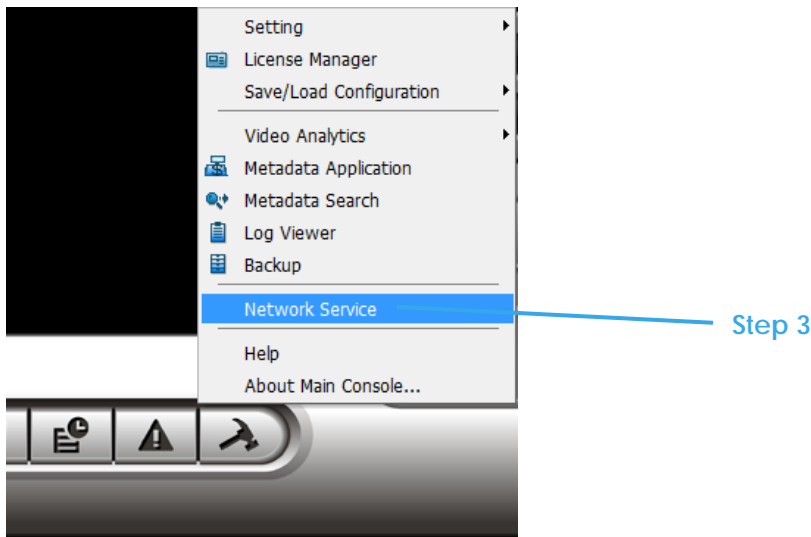 Setting
License Manager
Save/Load Configuration
Video Analytics
Metadata Application
Metadata Search
Log Viewer
Backup
Network Service
Step 3
Help
About Main Console...